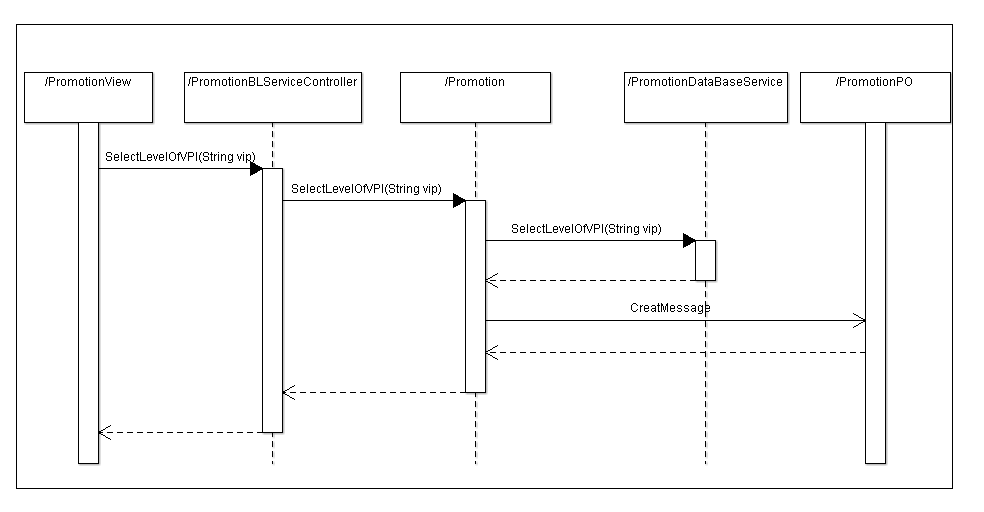 /PromotionView
/PromotionBLServiceController
/Promotion
/PromotionDataBaseService
/PromotionPO
SelectLevelOfVPI(String vip)
SelectLevelOfVPI(String vip)
SelectLevelOfVPI(String vip)
CreatMessage